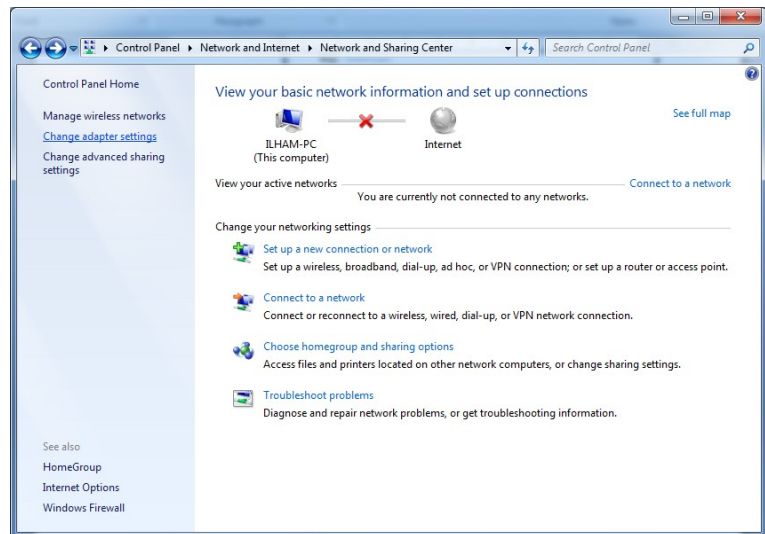 Control Panel ▸ Network and Internet ▸ Network and Sharing Center
Search Control Panel
Control Panel Home
Manage wireless networks
Change adapter settings
Change advanced sharing
settings
See also
HomeGroup
Internet Options
Windows Firewall
View your basic network information and set up connections
See full map
ILHAM-PC
(This computer)
Internet
View your active networks
Connect to a network
You are currently not connected to any networks.
Change your networking settings
Set up a new connection or network
Set up a wireless, broadband, dial-up, ad hoc, or VPN connection; or set up a router or access point.
Connect to a network
Connect or reconnect to a wireless, wired, dial-up, or VPN network connection.
Choose homegroup and sharing options
Access files and printers located on other network computers, or change sharing settings.
Troubleshoot problems
Diagnose and repair network problems, or get troubleshooting information.